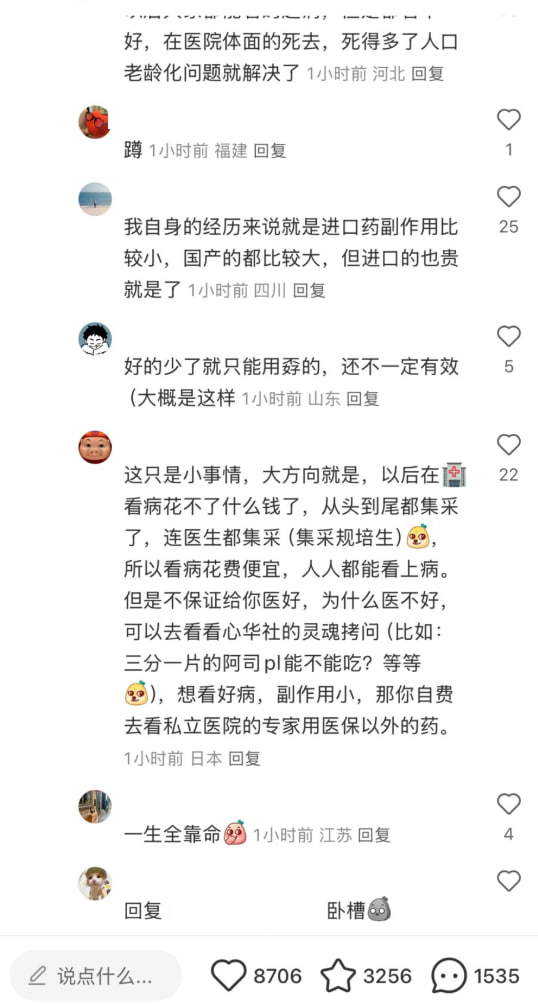 好，在医院体面的死去，死得多了人口
老龄化问题就解决了 1小时前 河北 回复
蹲 1小时前 福建 回复
1
我自身的经历来说就是进口药副作用比
较小，国产的都比较大，但进口的也贵
就是了 1小时前 四川 回复
25
好的少了就只能用孬的，还不一定有效
（大概是这样 1小时前 山东 回复
5
这只是小事情，大方向就是，以后在
看病花不了什么钱了，从头到尾都集采
了，连医生都集采（集采规培生），
所以看病花费便宜，人人都能看上病。
但是不保证给你医好，为什么医不好，
可以去看看心华社的灵魂拷问（比如：
三分一片的阿司pl能不能吃？等等
），想看好病，副作用小，那你自费
去看私立医院的专家用医保以外的药。
1小时前 日本 回复
22
一生全靠命 1小时前 江苏 回复
4
回复 卧槽
说点什么... 8706 3256 1535